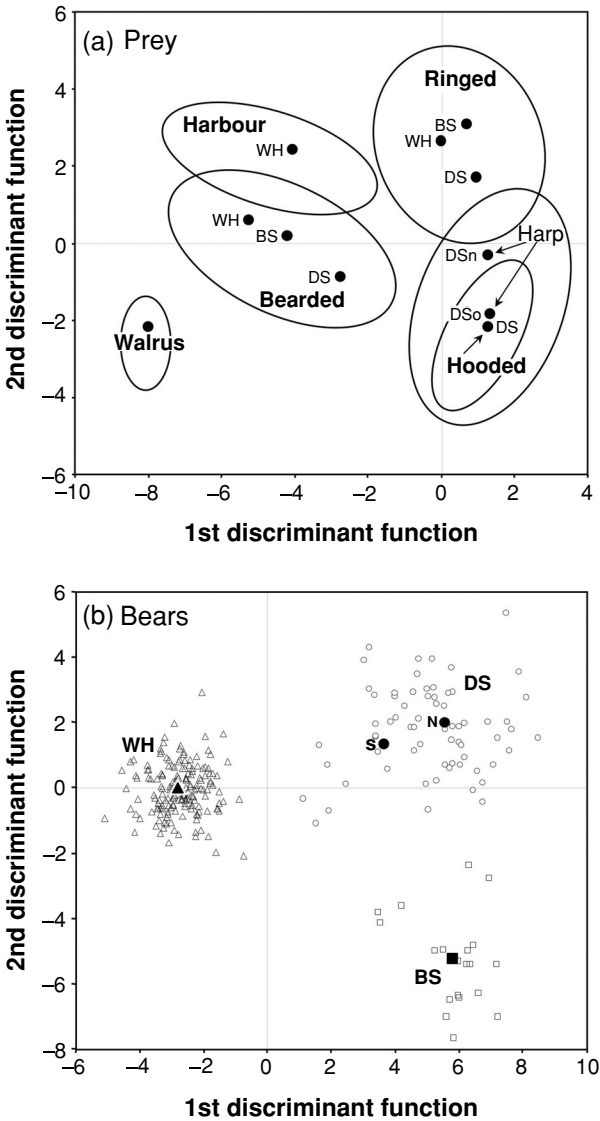 (a) Prey
6
4
2
0
–2
–4
–6
2nd discriminant function
Ringed
Harbour
BS
WH
WH
DS
WH
BS
Harp
DSn
DS
Bearded
DSo
DS
Walrus
Hooded
–10 –8 –6 –4 –2 0 2 4
1st discriminant function
(b) Bears
6
4
2
0
–2
–4
–6
–8
2nd discriminant function
DS
WH
N
S
BS
–6 –4 –2 0 2 4 6 8 10
1st discriminant function